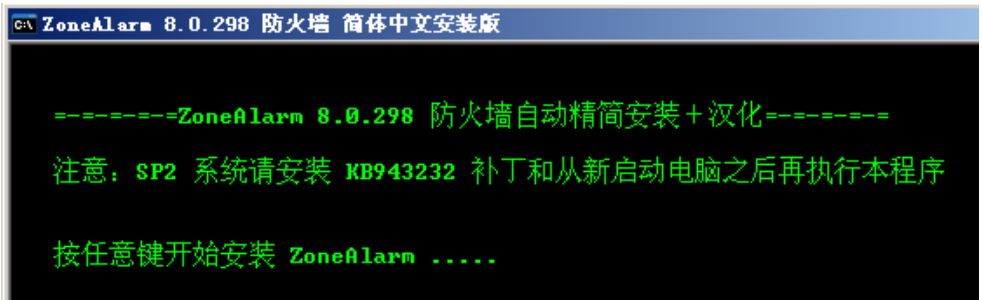 ZoneAlarm 8.0.298 防火墙 简体中文安装版
=-=-=-=-=ZoneAlarm 8.0.298 防火墙自动精简安装＋汉化=-=-=-=-=
注意：SP2 系统请安装 KB943232 补丁和从新启动电脑之后再执行本程序
按任意键开始安装 ZoneAlarm .....